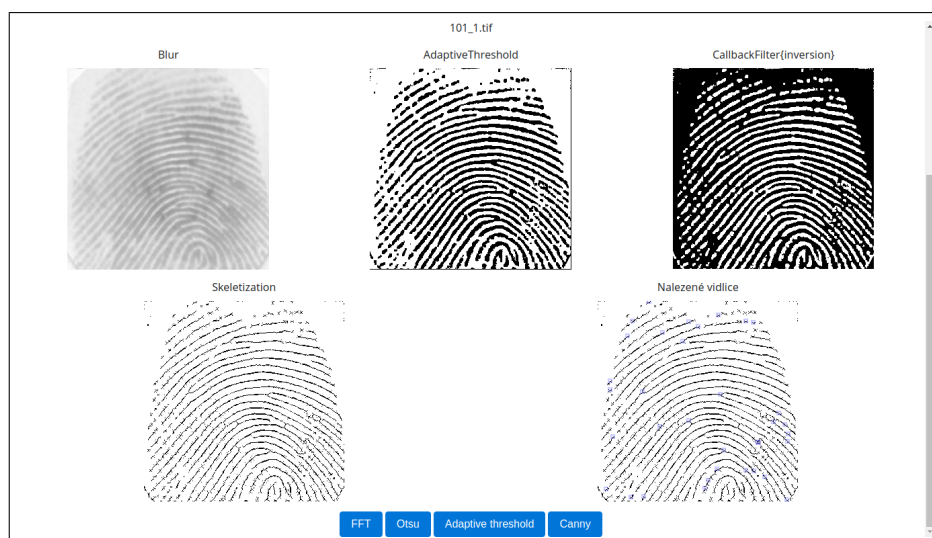 101_1.tif
Blur
AdaptiveThreshold
CallbackFilter{inversion}
Skeletization
Nalezené vidlice
FFT
Otsu
Adaptive threshold
Canny